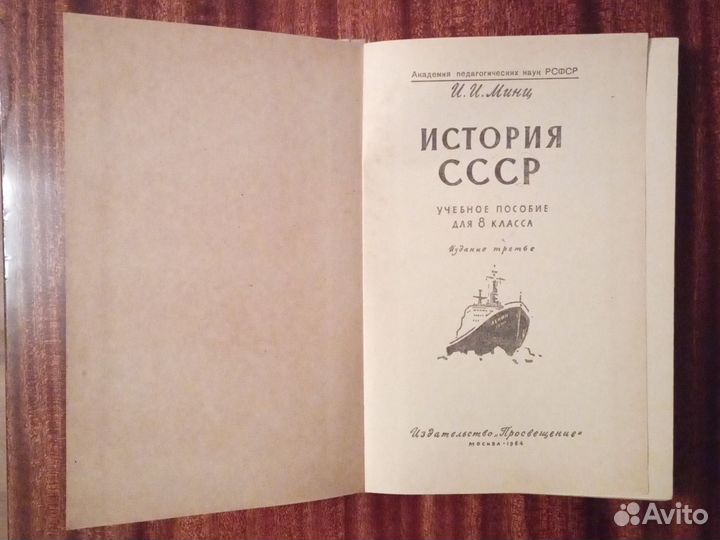 Академия педагогических наук РСФСР
И. И. Минц
ИСТОРИЯ
СССР
УЧЕБНОЕ ПОСОБИЕ
ДЛЯ 8 КЛАССА
Издание третье
ЛЕНИН
Издательство „Просвещение"
МОСКВА-1964
Avito